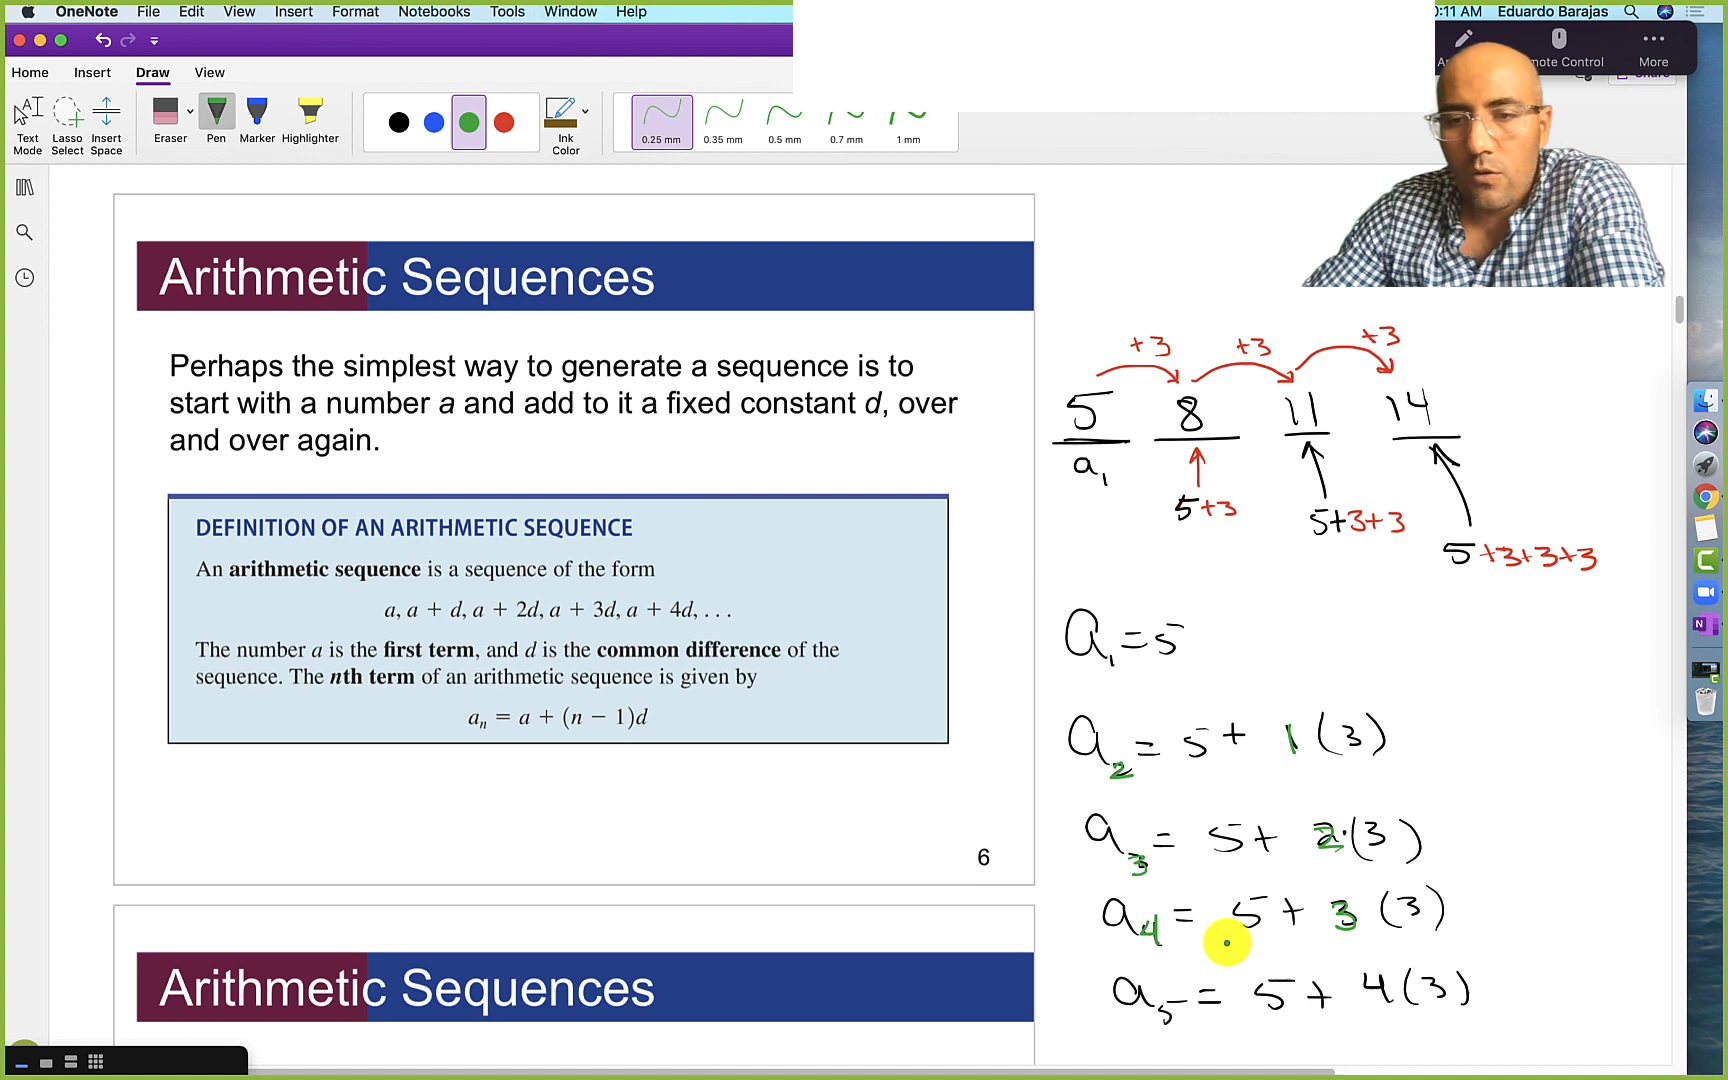 OneNote File Edit View Insert Format Notebooks Tools Window Help
0:11 AM Eduardo Barajas
Home Insert Draw View
Text Mode
Lasso Select
Insert Space
Eraser
Pen
Marker
Highlighter
Ink Color
0.25 mm 0.35 mm 0.5 mm 0.7 mm 1 mm
mote Control
More
Share
Arithmetic Sequences
Perhaps the simplest way to generate a sequence is to
start with a number a and add to it a fixed constant d, over
and over again.
DEFINITION OF AN ARITHMETIC SEQUENCE
An arithmetic sequence is a sequence of the form
a, a + d, a + 2d, a + 3d, a + 4d, . . .
The number a is the first term, and d is the common difference of the
sequence. The nth term of an arithmetic sequence is given by
aₙ = a + (n − 1)d
6
Arithmetic Sequences
+3 +3 +3
5 8 11 14
a₁
5+3 5+3+3
5+3+3+3
a₁ = 5
a₂ = 5 + 1(3)
a₃ = 5 + 2·(3)
a₄ = 5 + 3(3)
a₅ = 5 + 4(3)